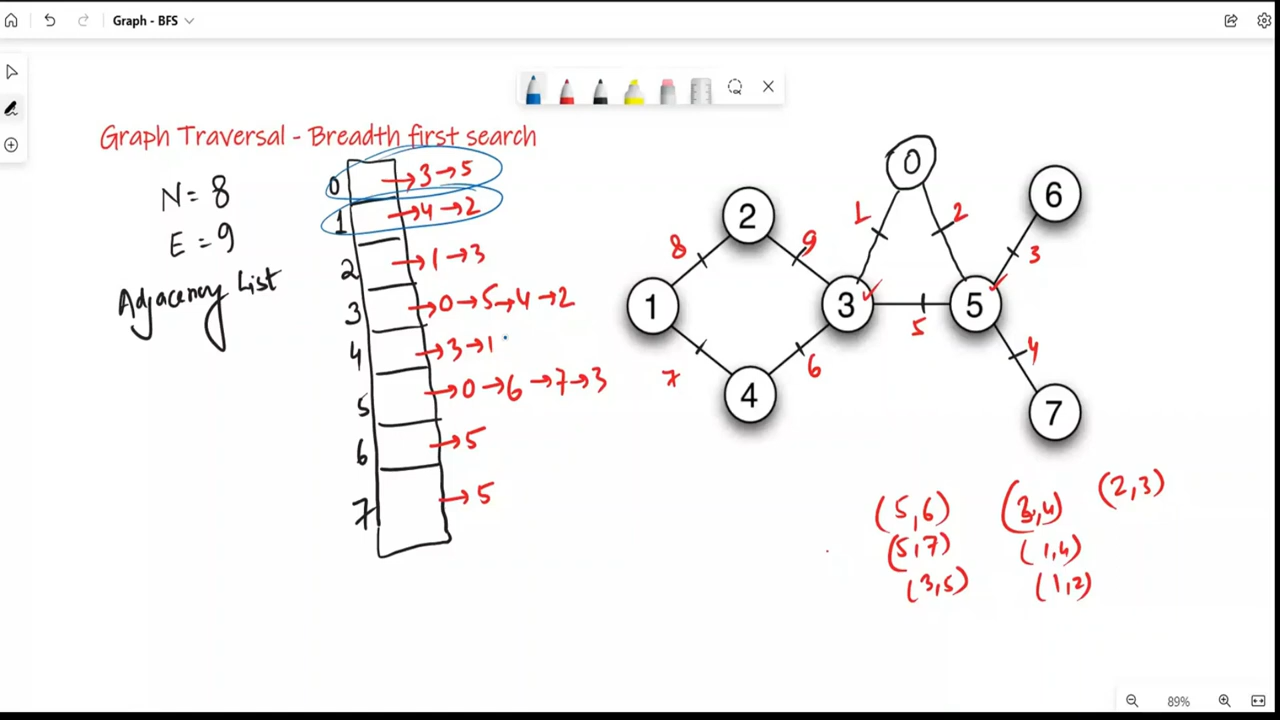 Graph - BFS
Graph Traversal - Breadth first search
N = 8
E = 9
Adjacency List
0 → 3 → 5
1 → 4 → 2
2 → 1 → 3
3 → 0 → 5 → 4 → 2
4 → 3 → 1
5 → 0 → 6 → 7 → 3
6 → 5
7 → 5
0
6
2
1
2
8
9
3
1
3
5
5
7
6
4
4
7
(5,6) (3,4) (2,3)
(5,7) (1,4)
(3,5) (1,2)
89%